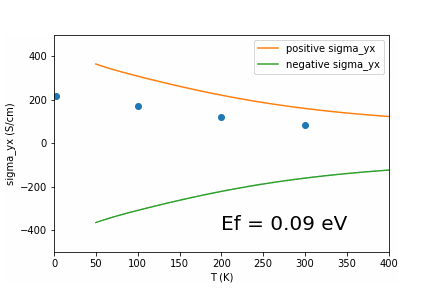 positive sigma_yx
negative sigma_yx
400
200
0
−200
−400
sigma_yx (S/cm)
Ef = 0.09 eV
0
50
100
150
200
250
300
350
400
T (K)